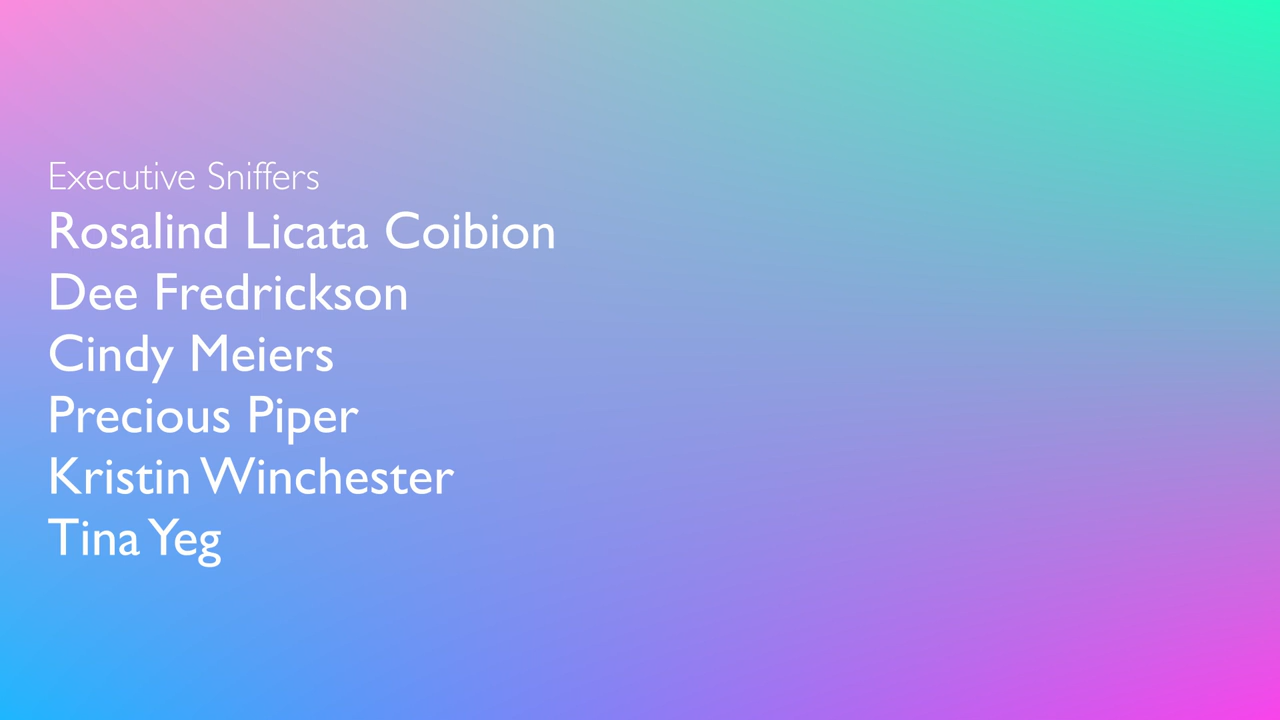 Executive Sniffers
Rosalind Licata Coibion
Dee Fredrickson
Cindy Meiers
Precious Piper
Kristin Winchester
Tina Yeg